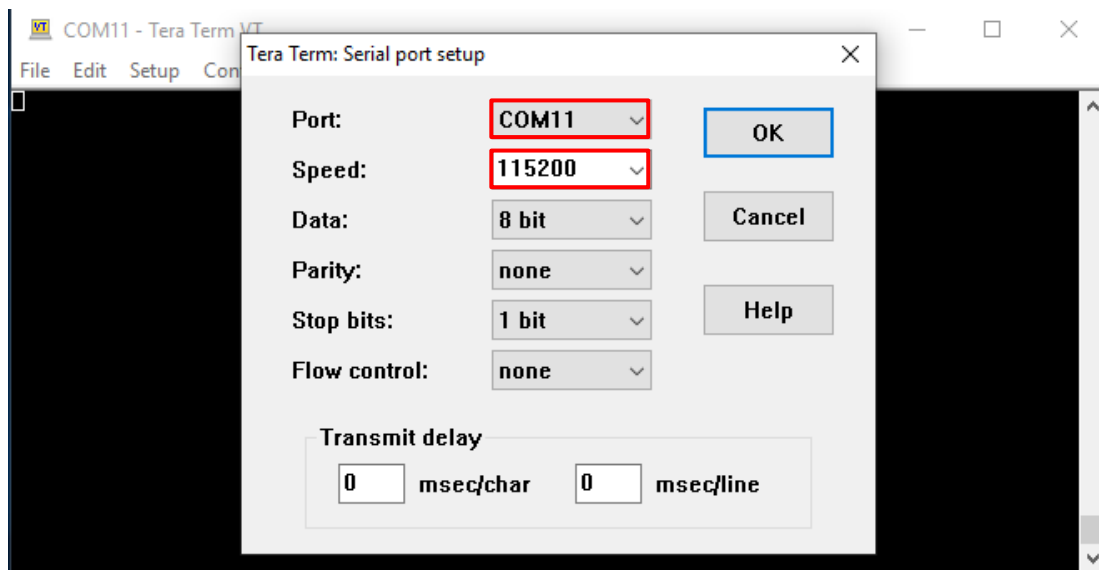 COM11 - Tera Term VT
File Edit Setup Con
Tera Term: Serial port setup
Port: COM11
OK
Speed: 115200
Data: 8 bit
Cancel
Parity: none
Stop bits: 1 bit
Help
Flow control: none
Transmit delay
0 msec/char 0 msec/line